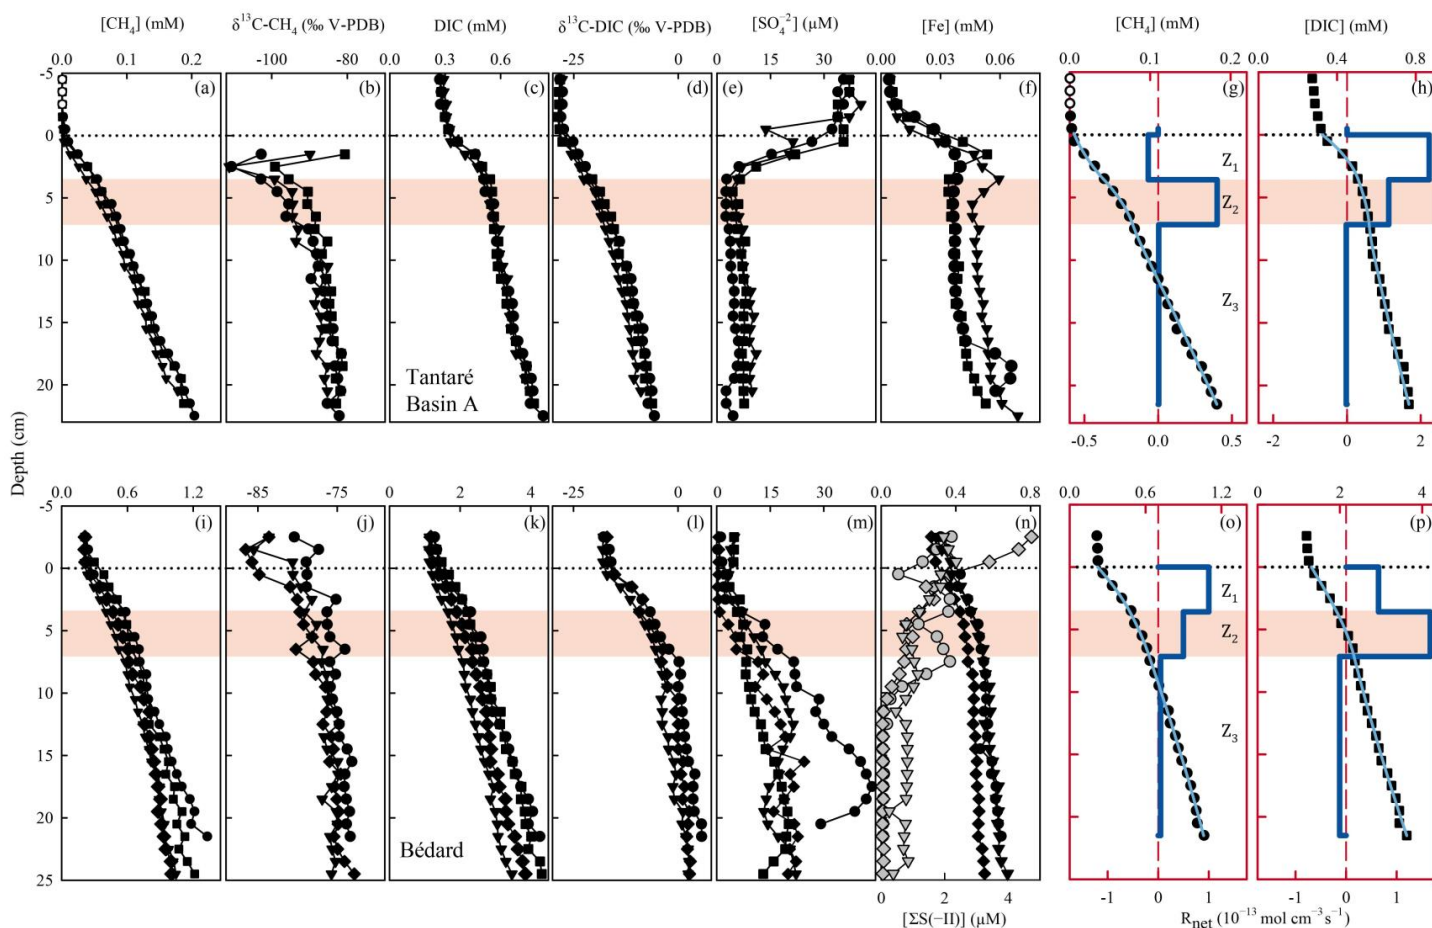 [CH4] (mM) δ13C-CH4 (‰ V-PDB) DIC (mM) δ13C-DIC (‰ V-PDB) [SO4−2] (µM) [Fe] (mM) [CH4] (mM) [DIC] (mM)
0.0 0.1 0.2 -100 -80 0.0 0.3 0.6 -25 0 0 15 30 45 0.00 0.03 0.06 0.0 0.1 0.2 0.0 0.4 0.8
-5 (a) (b) (c) (d) (e) (f) (g) (h)
0
Z1
5 Z2
10
Z3
15
20
Tantaré
Basin A
-0.5 0.0 0.5 -2 0 2
Depth (cm)
0.0 0.6 1.2 -85 -75 0 2 4 -25 0 0 15 30 45 0.0 0.4 0.8 0.0 0.6 1.2 0 2 4
-5 (i) (j) (k) (l) (m) (n) (o) (p)
0
Z1
5 Z2
10
Z3
15
20
Bédard
25
0 2 4 -1 0 1 -1 0 1
[ΣS(−II)] (µM) Rnet (10−13 mol cm−3 s−1)